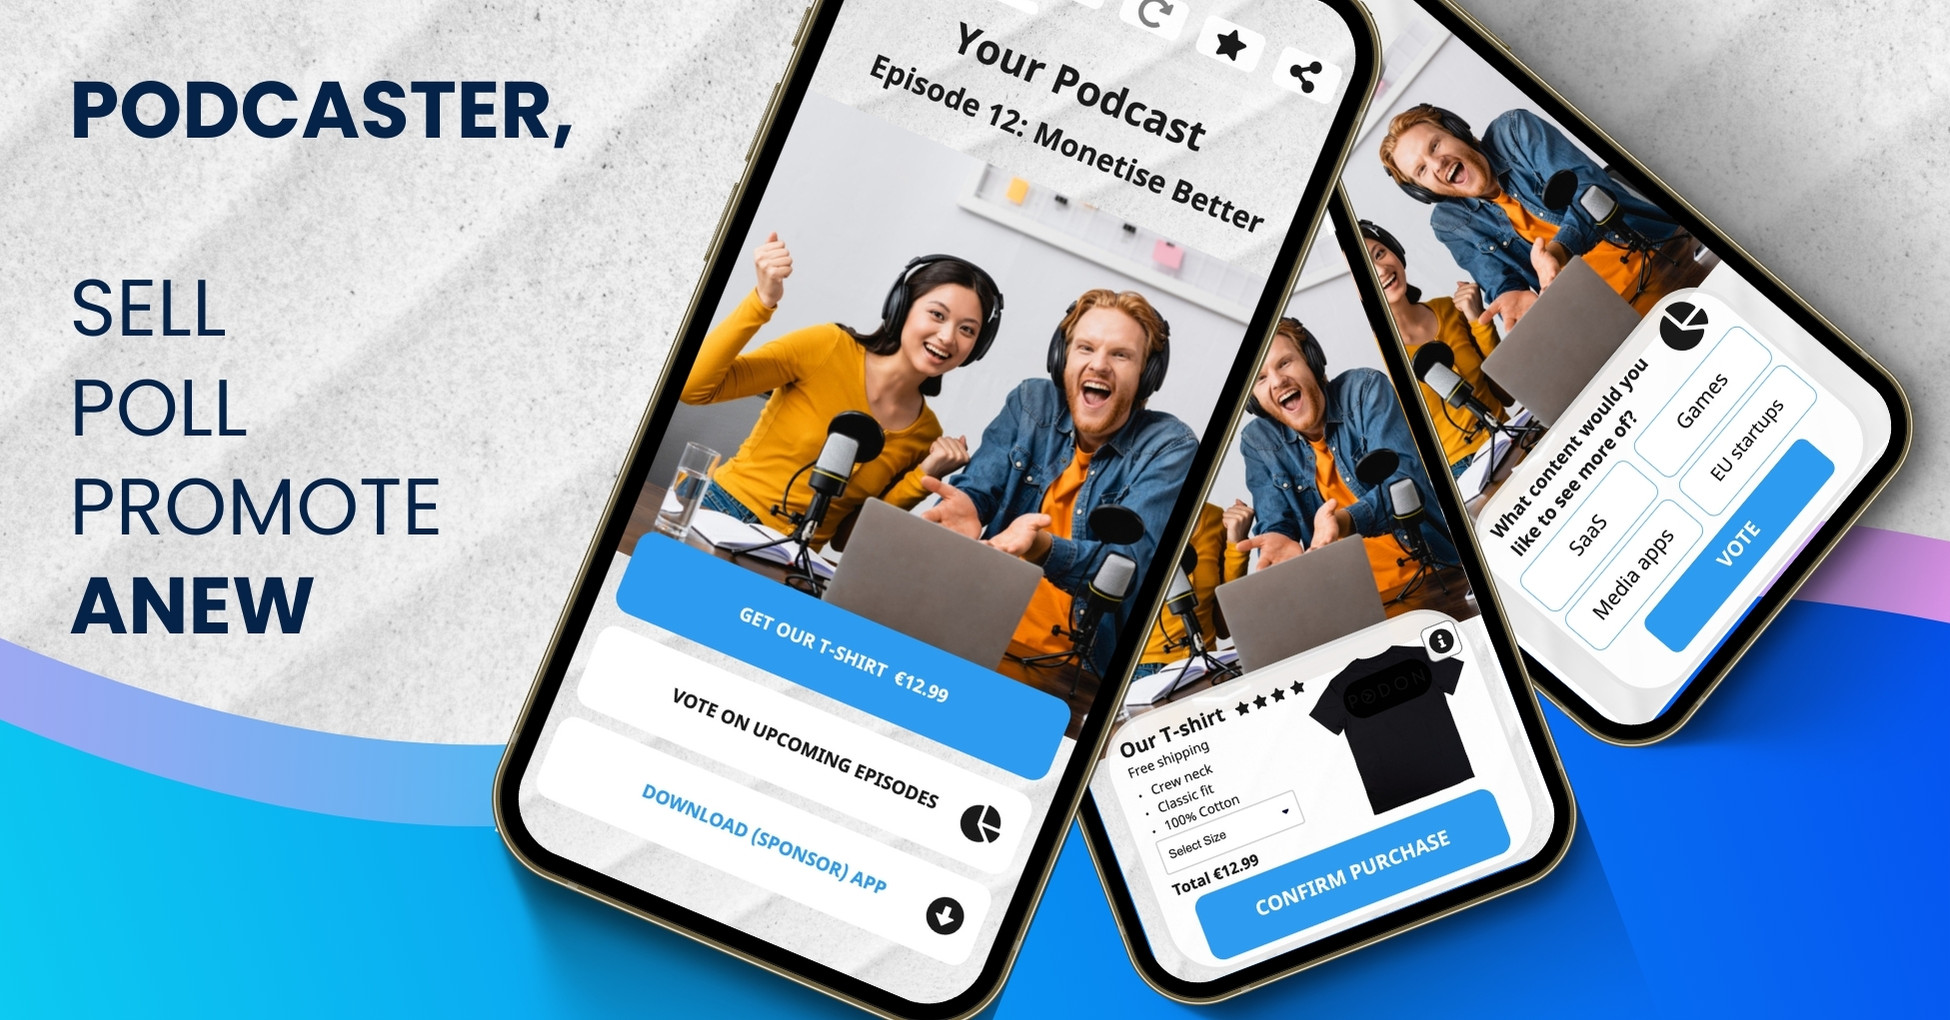 PODCASTER,
SELL
POLL
PROMOTE
ANEW
Your Podcast
Episode 12: Monetise Better
GET OUR T-SHIRT €12.99
VOTE ON UPCOMING EPISODES
DOWNLOAD (SPONSOR) APP
Our T-shirt
Free shipping
• Crew neck
• Classic fit
• 100% Cotton
Select Size
Total €12.99
CONFIRM PURCHASE
PODON
What content would you
like to see more of?
SaaS
Games
Media apps
EU startups
VOTE